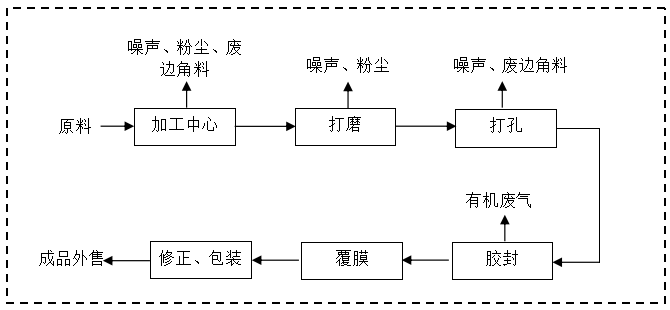 噪声、粉尘、废
边角料
噪声、粉尘
噪声、废边角料
原料
加工中心
打磨
打孔
有机废气
成品外售
修正、包装
覆膜
胶封